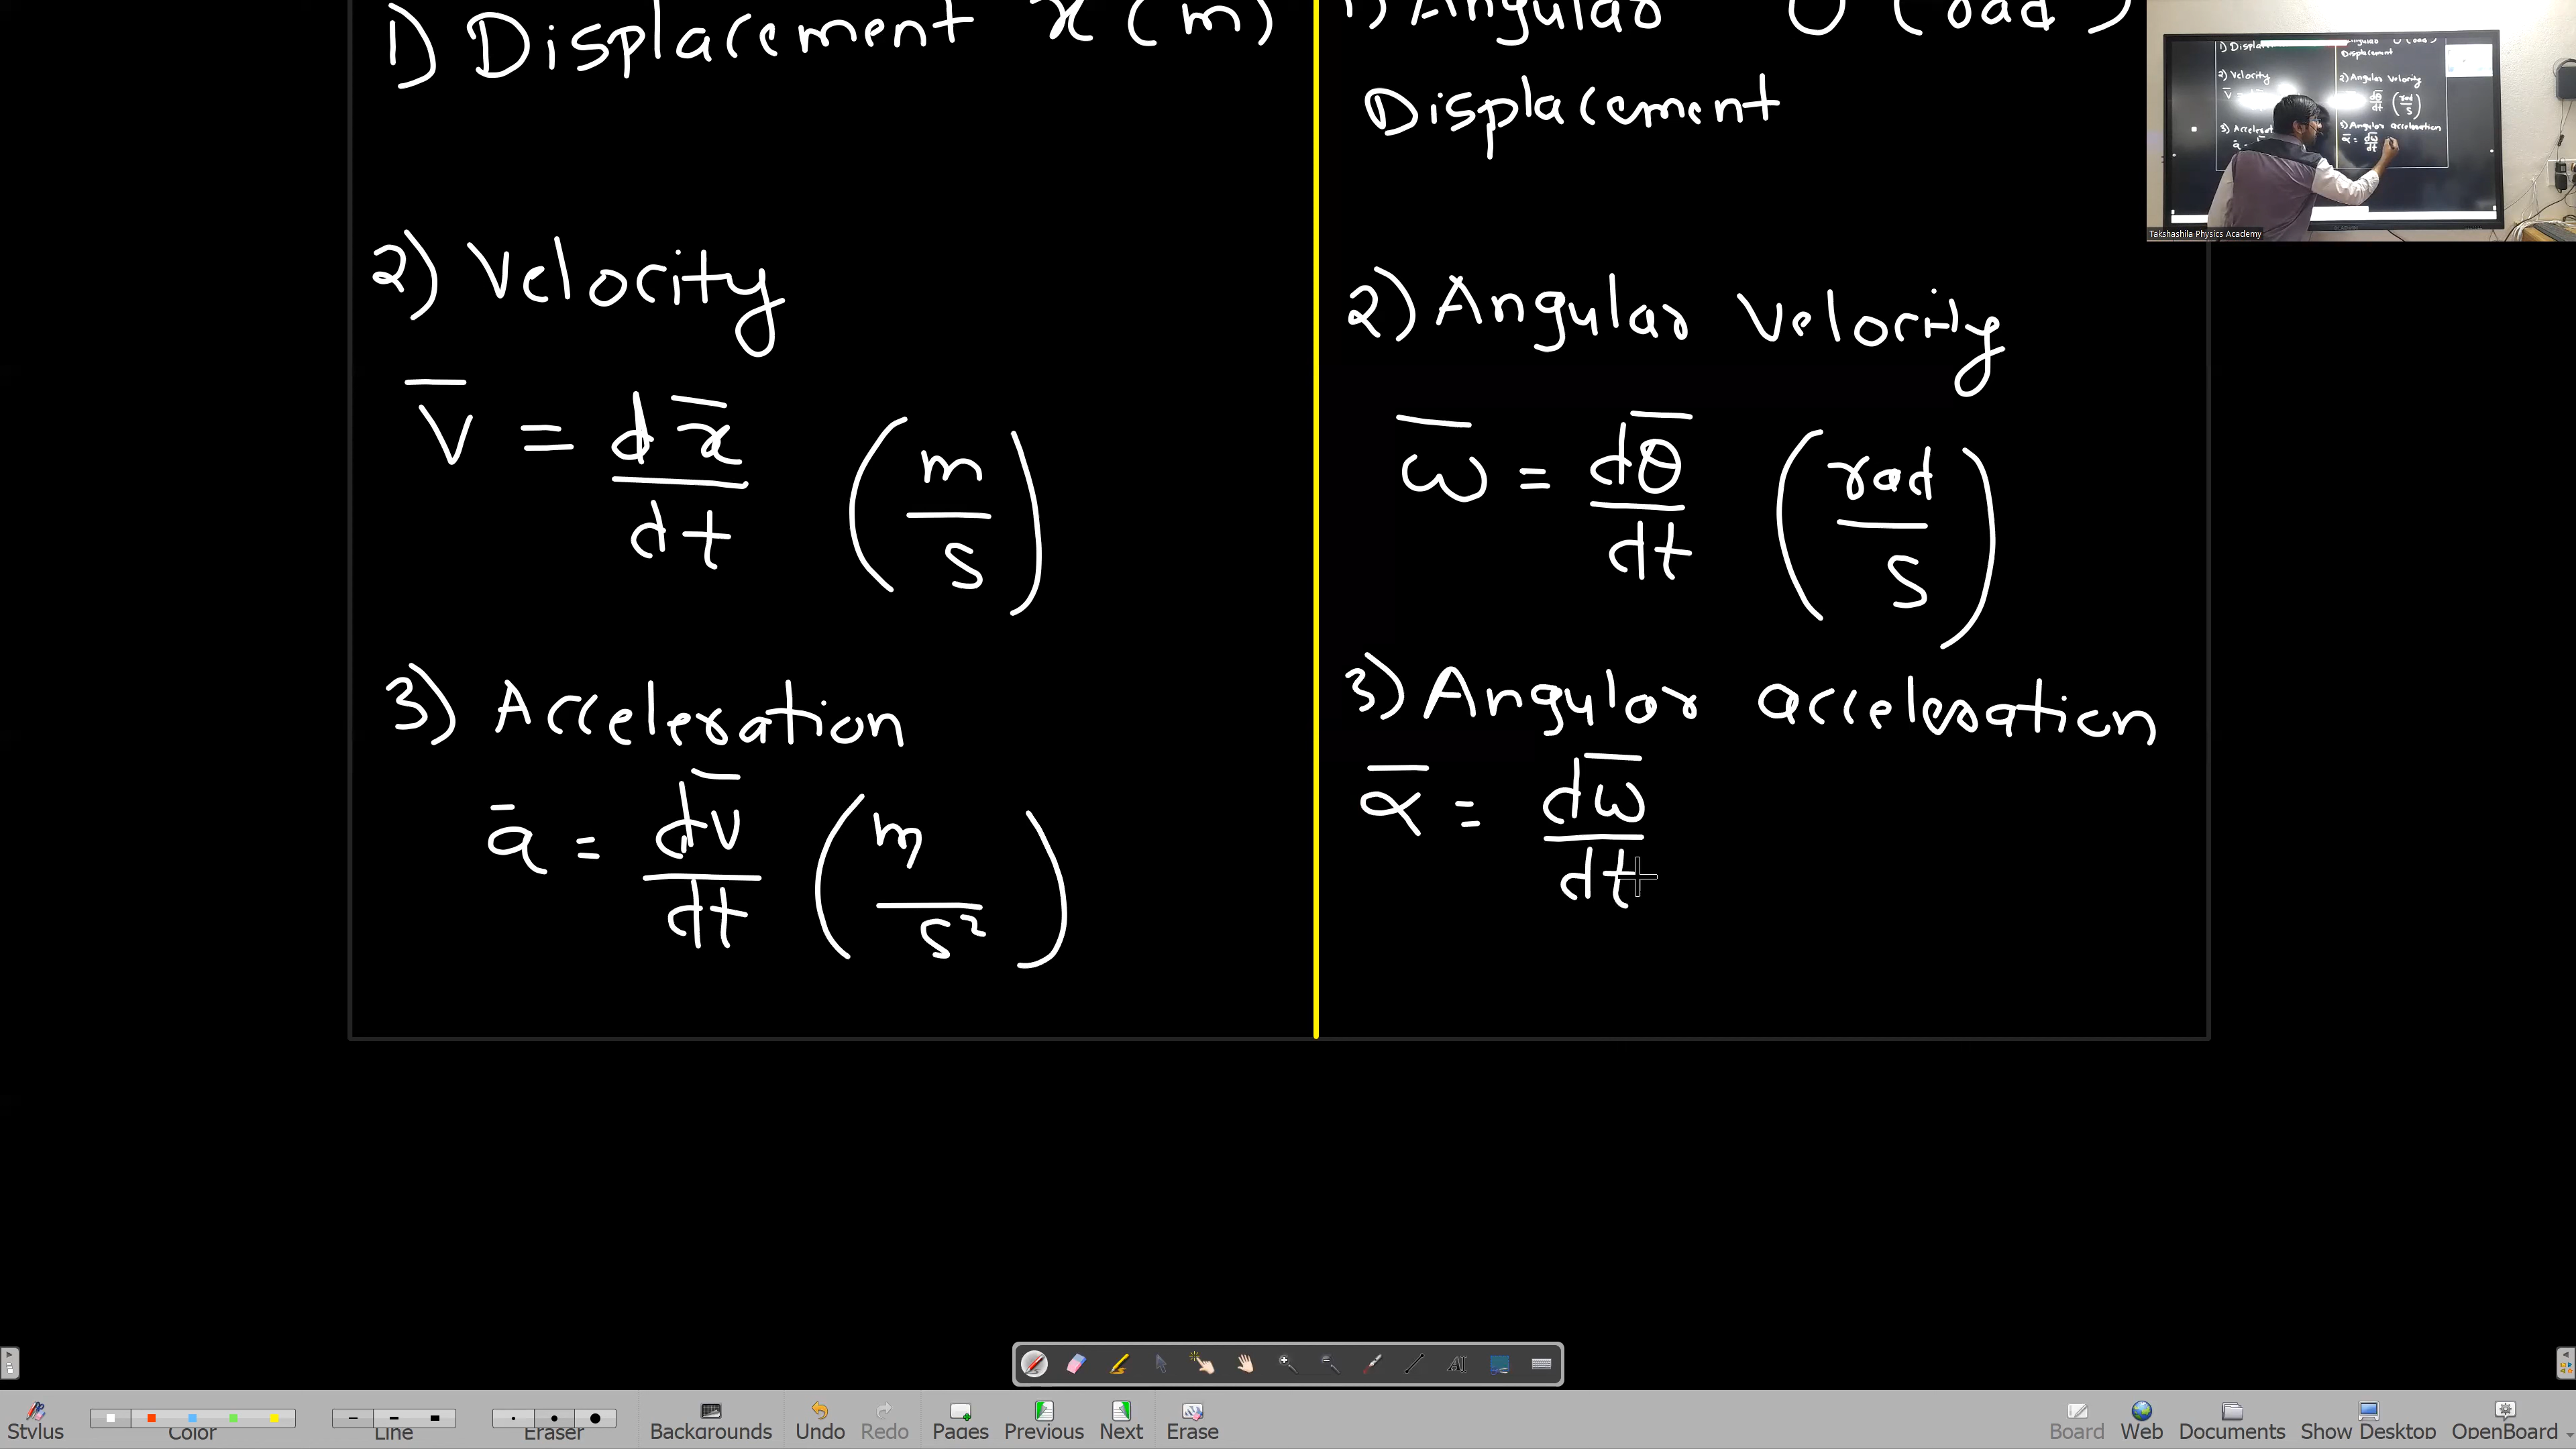 1) Displacement x (m)
2) Velocity
v̅ = dx̅/dt (m/s)
3) Acceleration
a̅ = dv̅/dt (m/s²)
1) Angular θ (rad)
Displacement
2) Angular Velocity
ω̅ = dθ̅/dt (rad/s)
3) Angular acceleration
α̅ = dω̅/dt
Takshashila Physics Academy
Stylus
Color
Line
Eraser
Backgrounds
Undo
Redo
Pages
Previous
Next
Erase
Board
Web
Documents
Show Desktop
OpenBoard